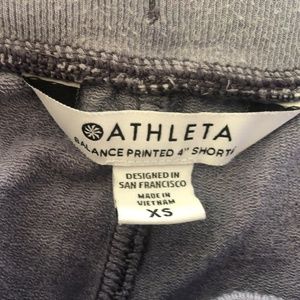 ATHLETA
BALANCE PRINTED 4" SHORT
DESIGNED IN
SAN FRANCISCO
MADE IN
VIETNAM
XS